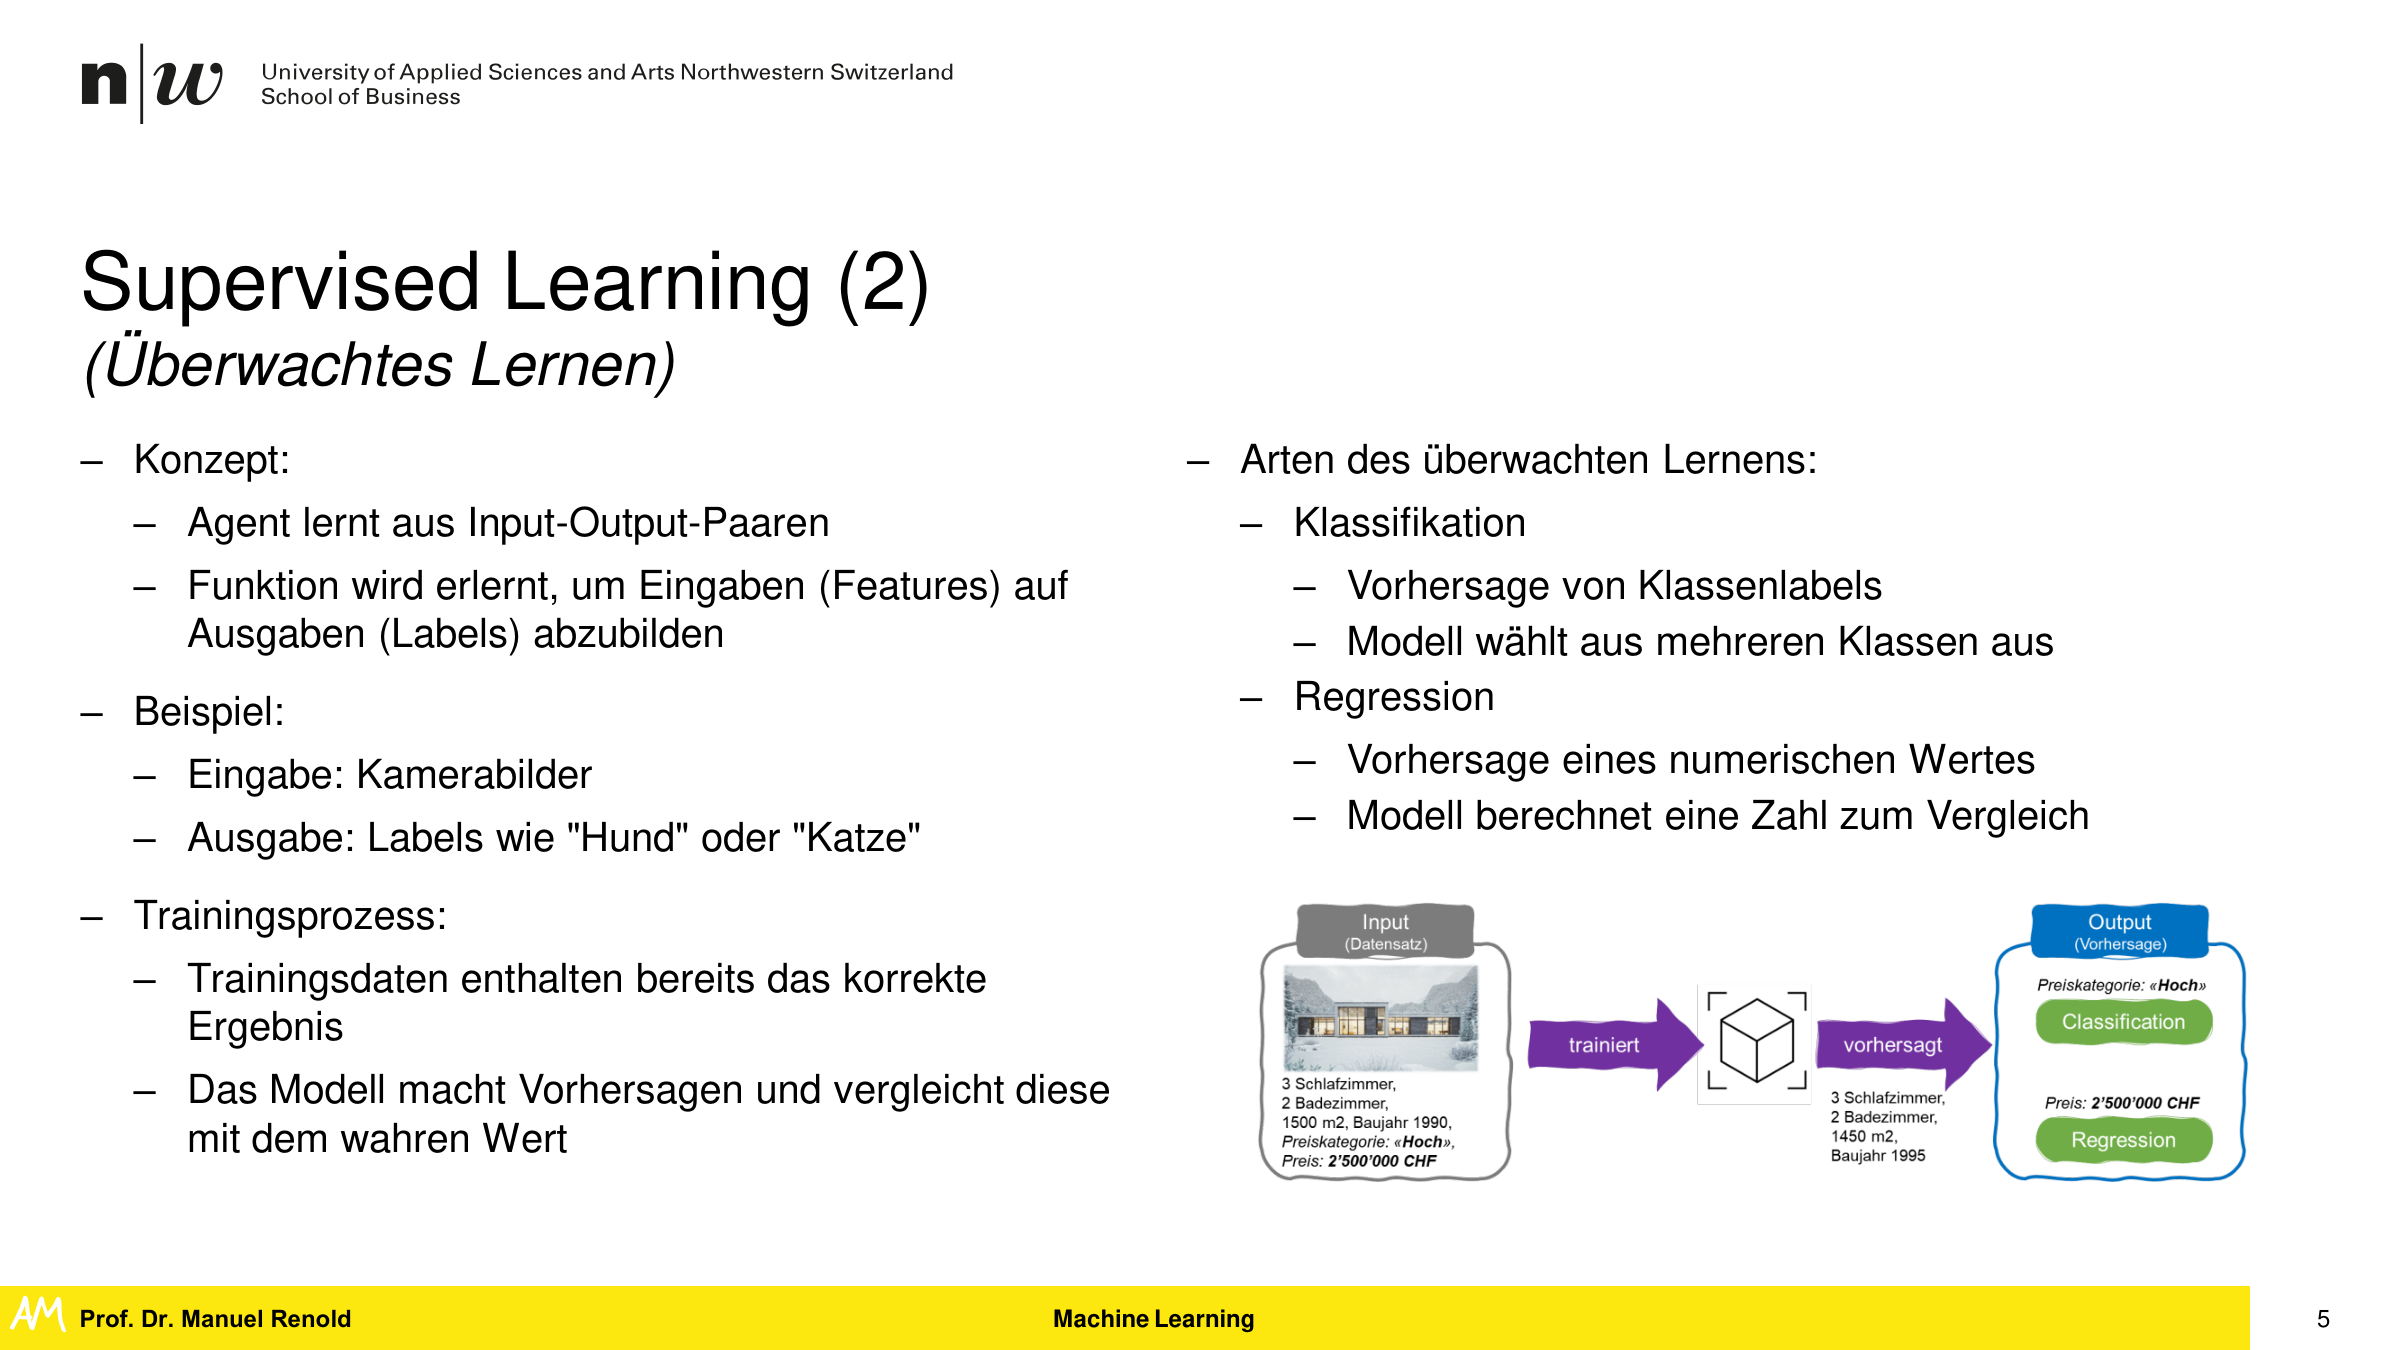 n|w University of Applied Sciences and Arts Northwestern Switzerland
School of Business
Supervised Learning (2)
(Überwachtes Lernen)
– Konzept:
– Agent lernt aus Input-Output-Paaren
– Funktion wird erlernt, um Eingaben (Features) auf
Ausgaben (Labels) abzubilden
– Beispiel:
– Eingabe: Kamerabilder
– Ausgabe: Labels wie "Hund" oder "Katze"
– Trainingsprozess:
– Trainingsdaten enthalten bereits das korrekte
Ergebnis
– Das Modell macht Vorhersagen und vergleicht diese
mit dem wahren Wert
– Arten des überwachten Lernens:
– Klassifikation
– Vorhersage von Klassenlabels
– Modell wählt aus mehreren Klassen aus
– Regression
– Vorhersage eines numerischen Wertes
– Modell berechnet eine Zahl zum Vergleich
Input
(Datensatz)
3 Schlafzimmer,
2 Badezimmer,
1500 m2, Baujahr 1990,
Preiskategorie: «Hoch»,
Preis: 2’500’000 CHF
trainiert
vorhersagt
3 Schlafzimmer,
2 Badezimmer,
1450 m2,
Baujahr 1995
Output
(Vorhersage)
Preiskategorie: «Hoch»
Classification
Preis: 2’500’000 CHF
Regression
AM Prof. Dr. Manuel Renold
Machine Learning
5